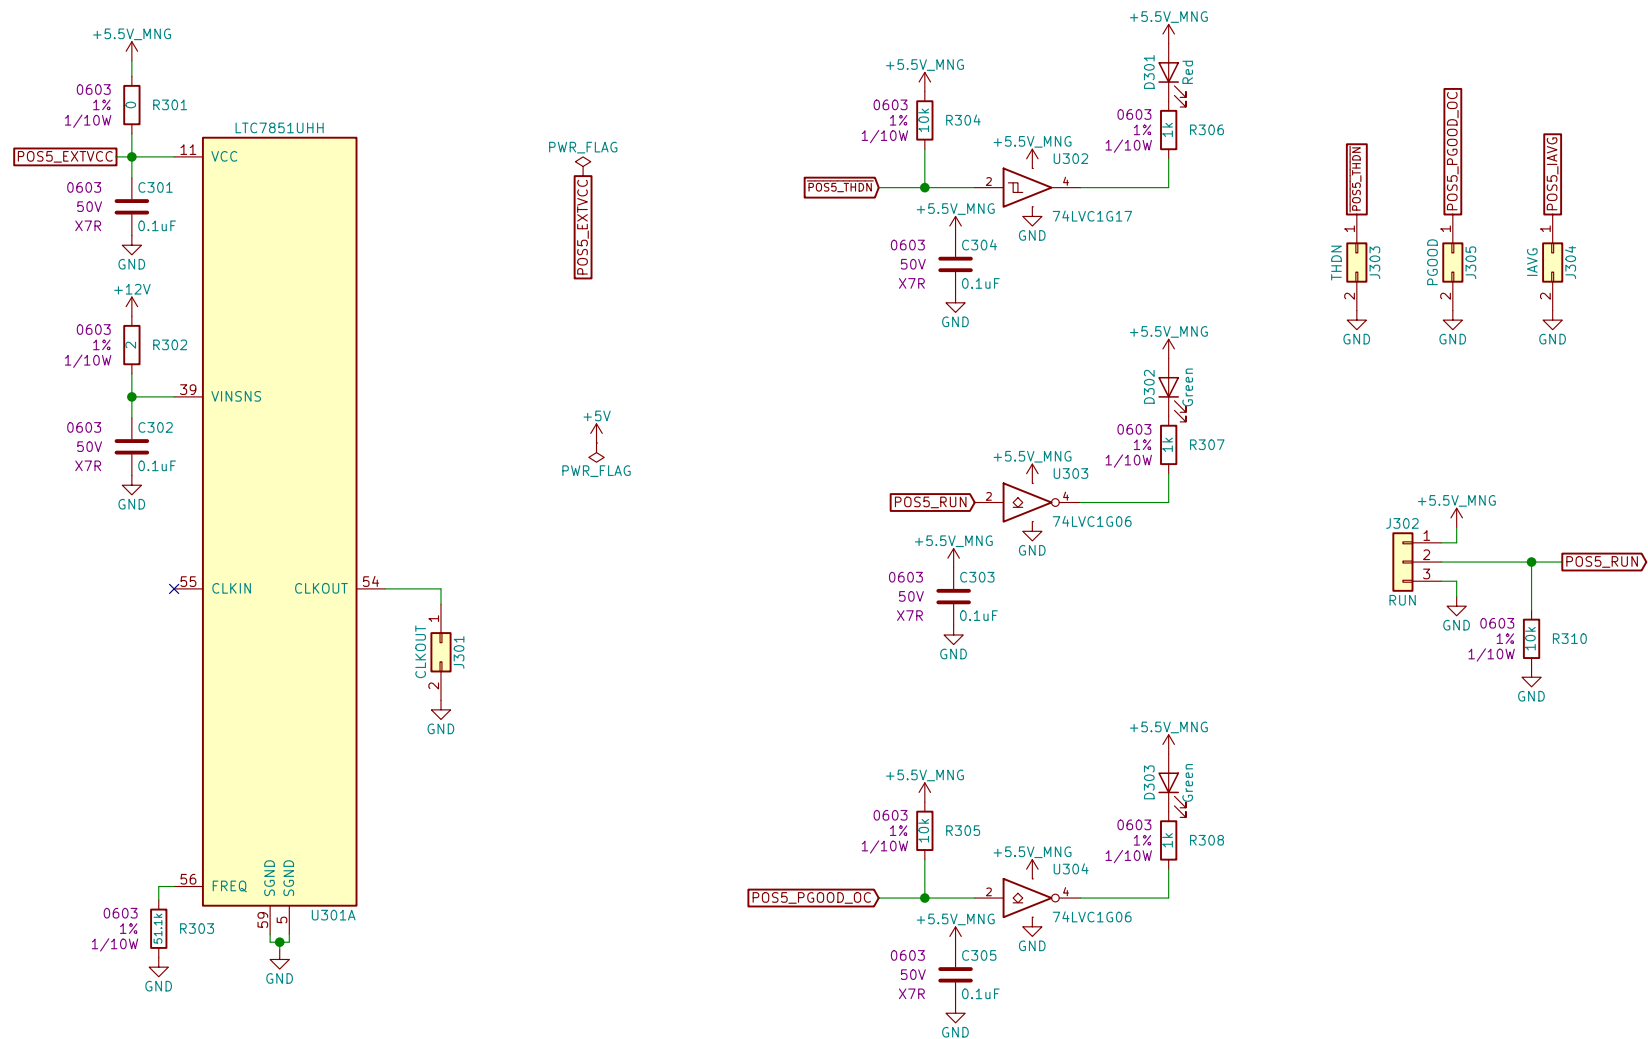 +5.5V_MNG
0603
1%
1/10W
0
R301
LTC7851UHH
POS5_EXTVCC
11
VCC
0603
50V
X7R
C301
0.1uF
GND
+12V
0603
1%
1/10W
2
R302
39
VINSNS
0603
50V
X7R
C302
0.1uF
GND
55
CLKIN
CLKOUT
54
CLKOUT
1
2
J301
GND
56
FREQ
SGND
SGND
59
5
U301A
0603
1%
1/10W
51.1k
R303
GND
GND
PWR_FLAG
POS5_EXTVCC
+5V
PWR_FLAG
+5.5V_MNG
D301
Red
+5.5V_MNG
0603
1%
1/10W
10k
R304
0603
1%
1/10W
1k
R306
+5.5V_MNG
U302
POS5_THDN
2
4
74LVC1G17
GND
+5.5V_MNG
0603
50V
X7R
C304
0.1uF
GND
+5.5V_MNG
D302
Green
0603
1%
1/10W
1k
R307
+5.5V_MNG
U303
POS5_RUN
2
4
74LVC1G06
GND
+5.5V_MNG
0603
50V
X7R
C303
0.1uF
GND
+5.5V_MNG
D303
Green
+5.5V_MNG
0603
1%
1/10W
10k
R305
0603
1%
1/10W
1k
R308
+5.5V_MNG
U304
POS5_PGOOD_OC
2
4
74LVC1G06
GND
+5.5V_MNG
0603
50V
X7R
C305
0.1uF
GND
POS5_THDN
1
THDN
J303
2
GND
POS5_PGOOD_OC
1
PGOOD
J305
2
GND
POS5_IAVG
1
IAVG
J304
2
GND
+5.5V_MNG
J302
1
2
3
RUN
GND
POS5_RUN
0603
1%
1/10W
10k
R310
GND